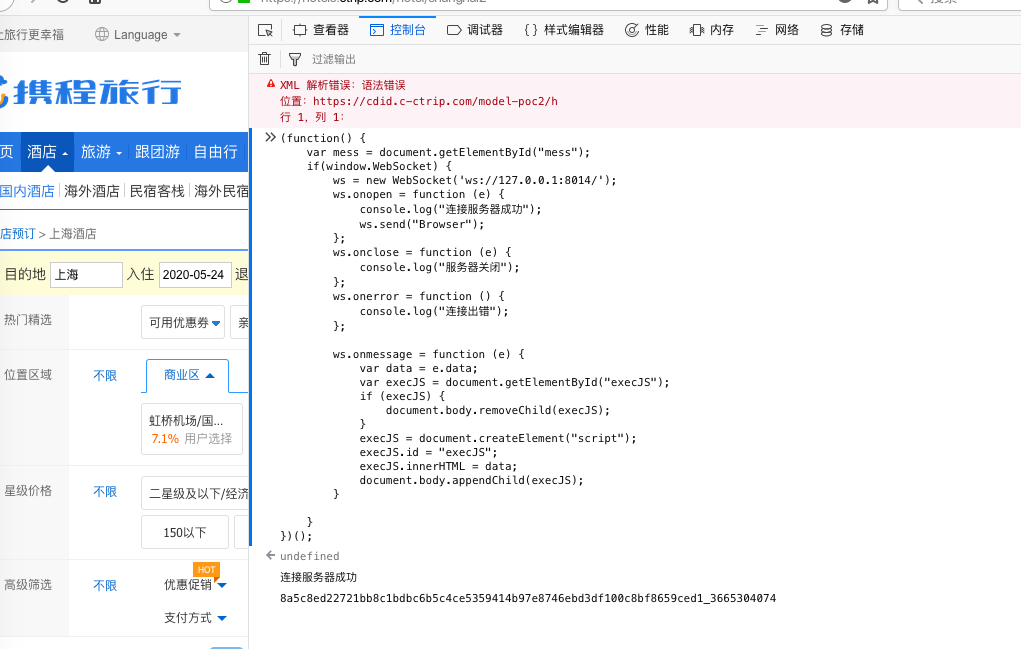 上旅行更幸福
Language
携程旅行
页 酒店 旅游 跟团游 自由行
国内酒店 海外酒店 民宿客栈 海外民宿
店预订 > 上海酒店
目的地 上海 入住 2020-05-24 退
热门精选 可用优惠券 亲
位置区域 不限 商业区
虹桥机场/国...
7.1% 用户选择
星级价格 不限 二星级及以下/经济
150以下
HOT
高级筛选 不限 优惠促销
支付方式
搜索
查看器 控制台 调试器 样式编辑器 性能 内存 网络 存储
过滤输出
XML 解析错误：语法错误
位置：https://cdid.c-ctrip.com/model-poc2/h
行 1，列 1：
(function() {
var mess = document.getElementById("mess");
if(window.WebSocket) {
ws = new WebSocket('ws://127.0.0.1:8014/');
ws.onopen = function (e) {
console.log("连接服务器成功");
ws.send("Browser");
};
ws.onclose = function (e) {
console.log("服务器关闭");
};
ws.onerror = function () {
console.log("连接出错");
};
ws.onmessage = function (e) {
var data = e.data;
var execJS = document.getElementById("execJS");
if (execJS) {
document.body.removeChild(execJS);
}
execJS = document.createElement("script");
execJS.id = "execJS";
execJS.innerHTML = data;
document.body.appendChild(execJS);
}
}
})();
undefined
连接服务器成功
8a5c8ed22721bb8c1bdbc6b5c4ce5359414b97e8746ebd3df100c8bf8659ced1_3665304074